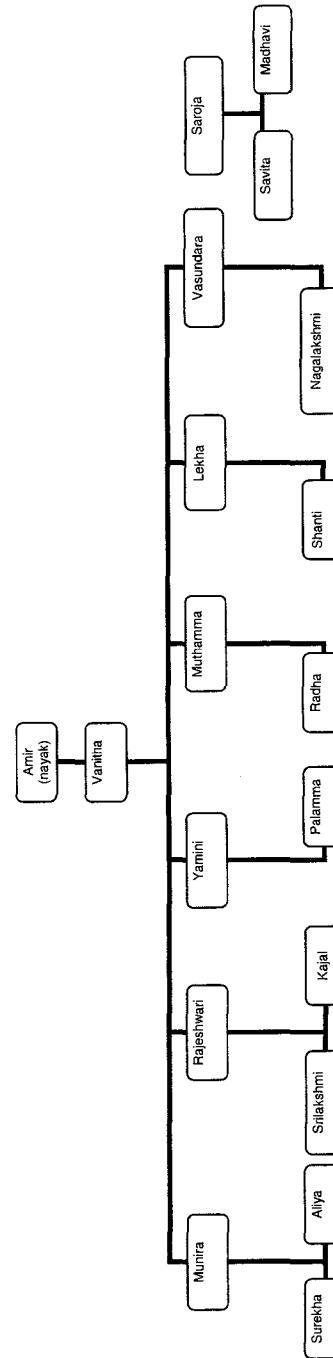 Amir
(nayak)
Vanitha
Munira
Rajeshwari
Yamini
Muthamma
Lekha
Vasundara
Saroja
Surekha
Aliya
Srilakshmi
Kajal
Palamma
Radha
Shanti
Nagalakshmi
Savita
Madhavi